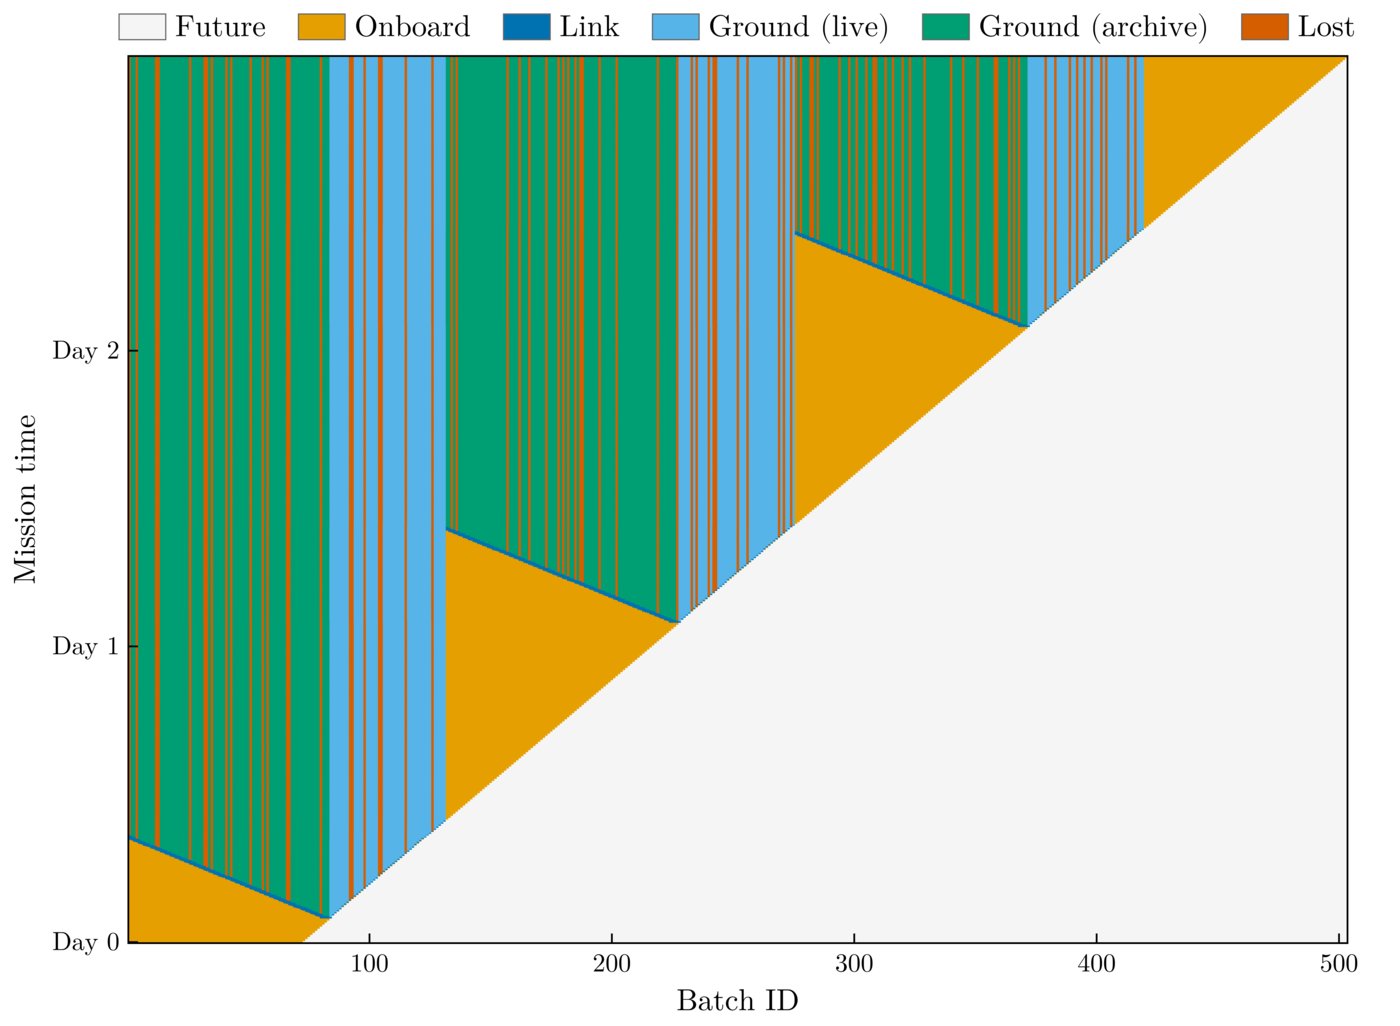 Future Onboard Link Ground (live) Ground (archive) Lost
Day 2
Day 1
Day 0
Mission time
100 200 300 400 500
Batch ID